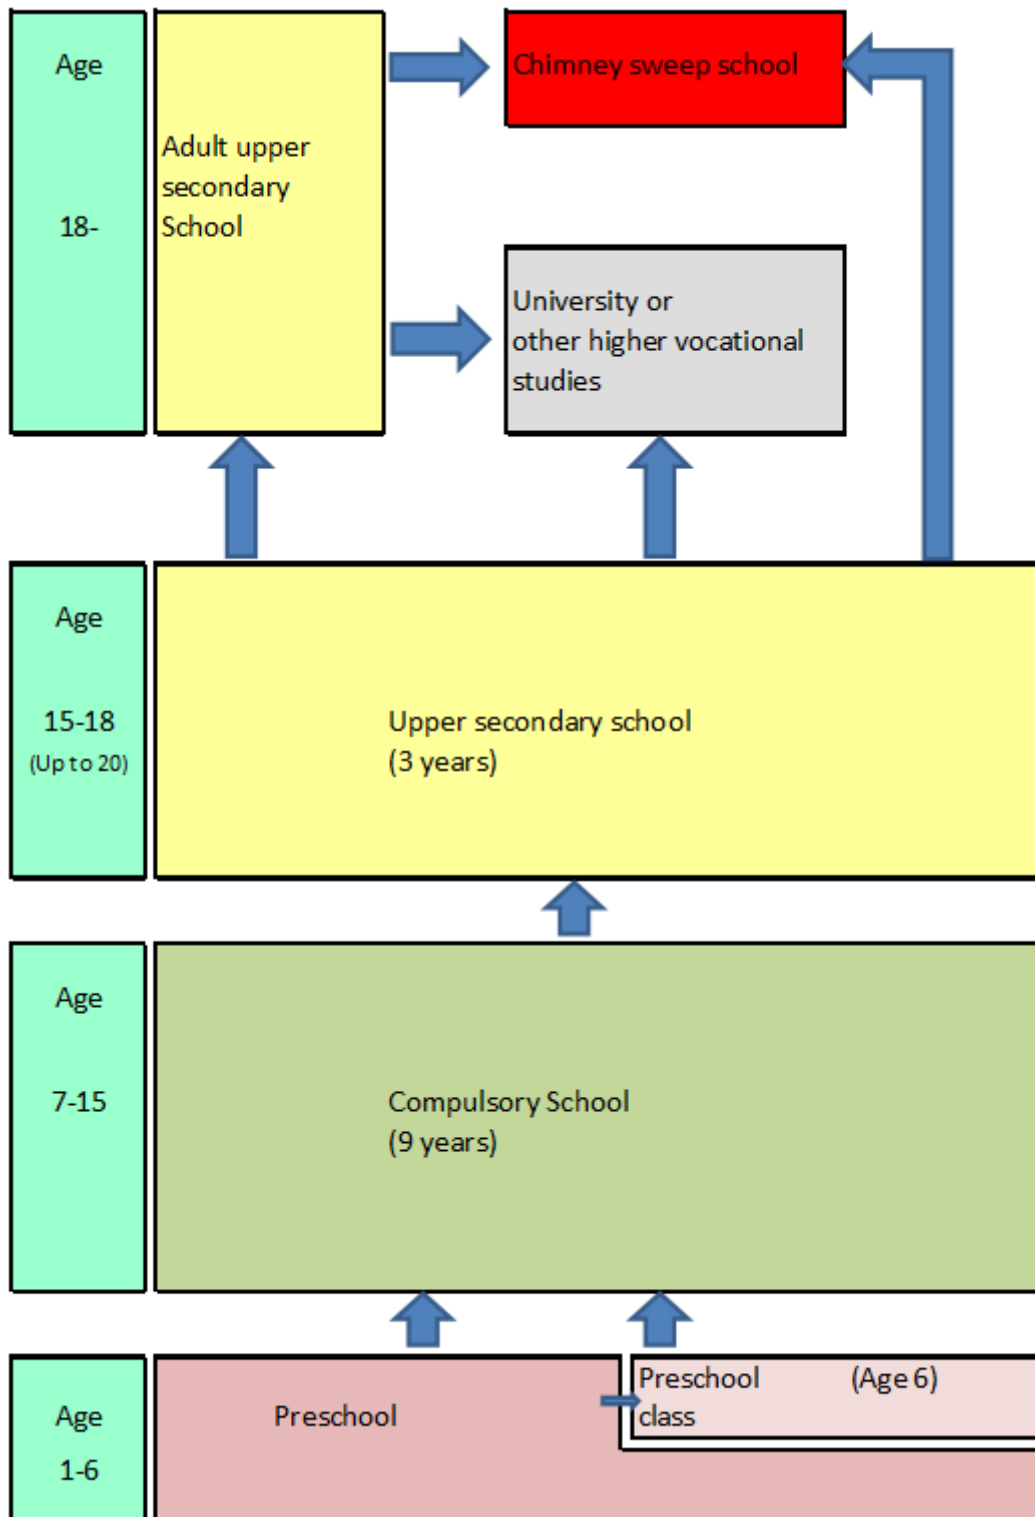 Age
18-
Adult upper
secondary
School
Chimney sweep school
University or
other higher vocational
studies
Age
15-18
(Up to 20)
Upper secondary school
(3 years)
Age
7-15
Compulsory School
(9 years)
Age
1-6
Preschool
Preschool (Age 6)
class